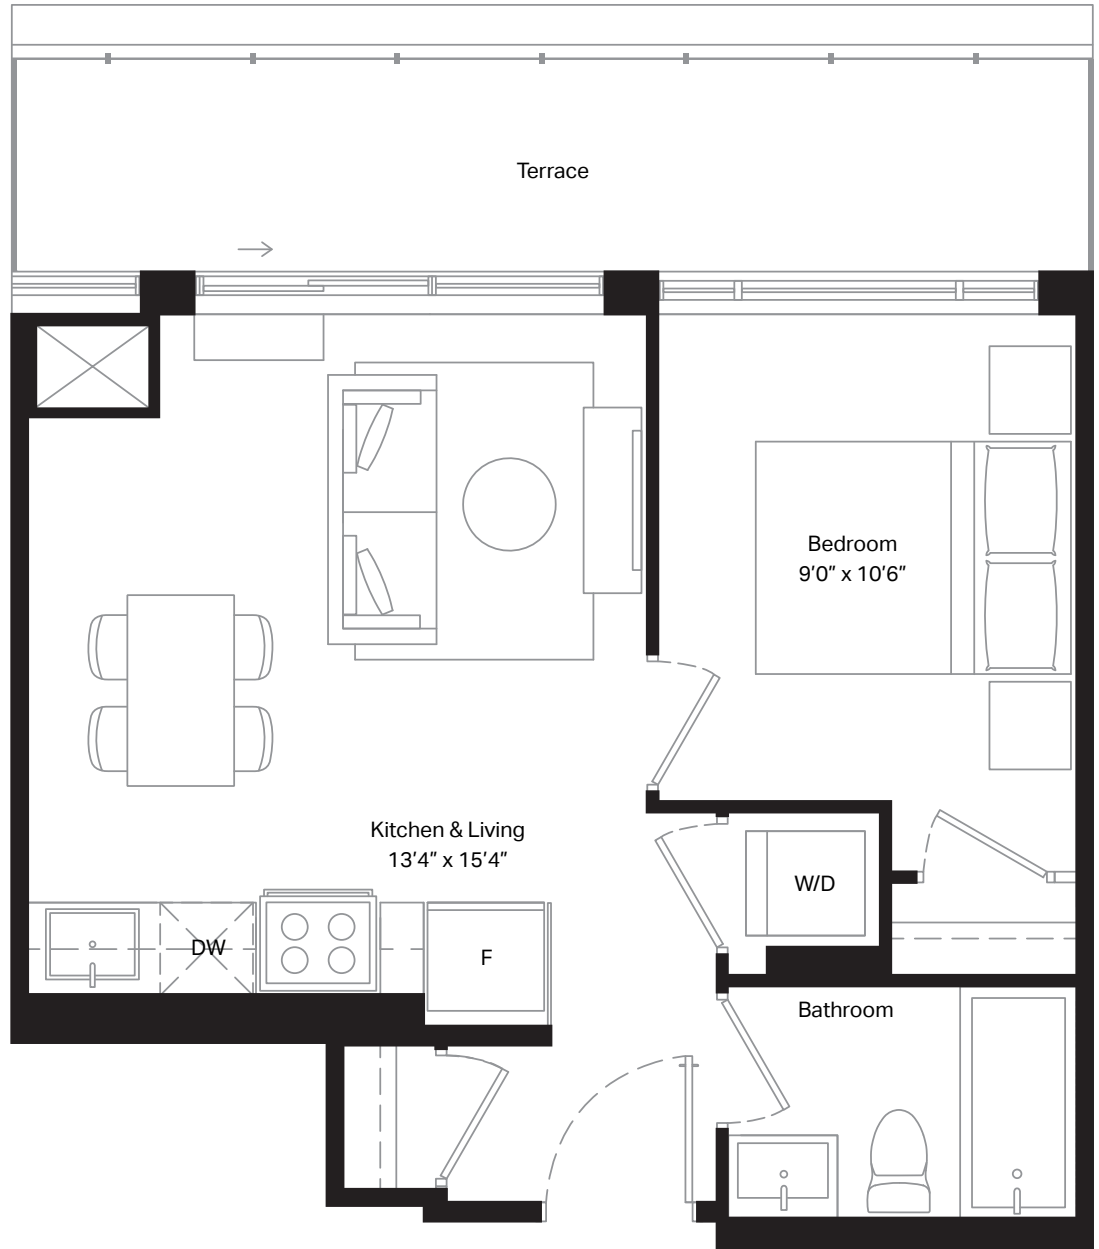 Terrace
Bedroom
9’0” x 10’6”
Kitchen & Living
13’4” x 15’4”
W/D
DW
F
Bathroom